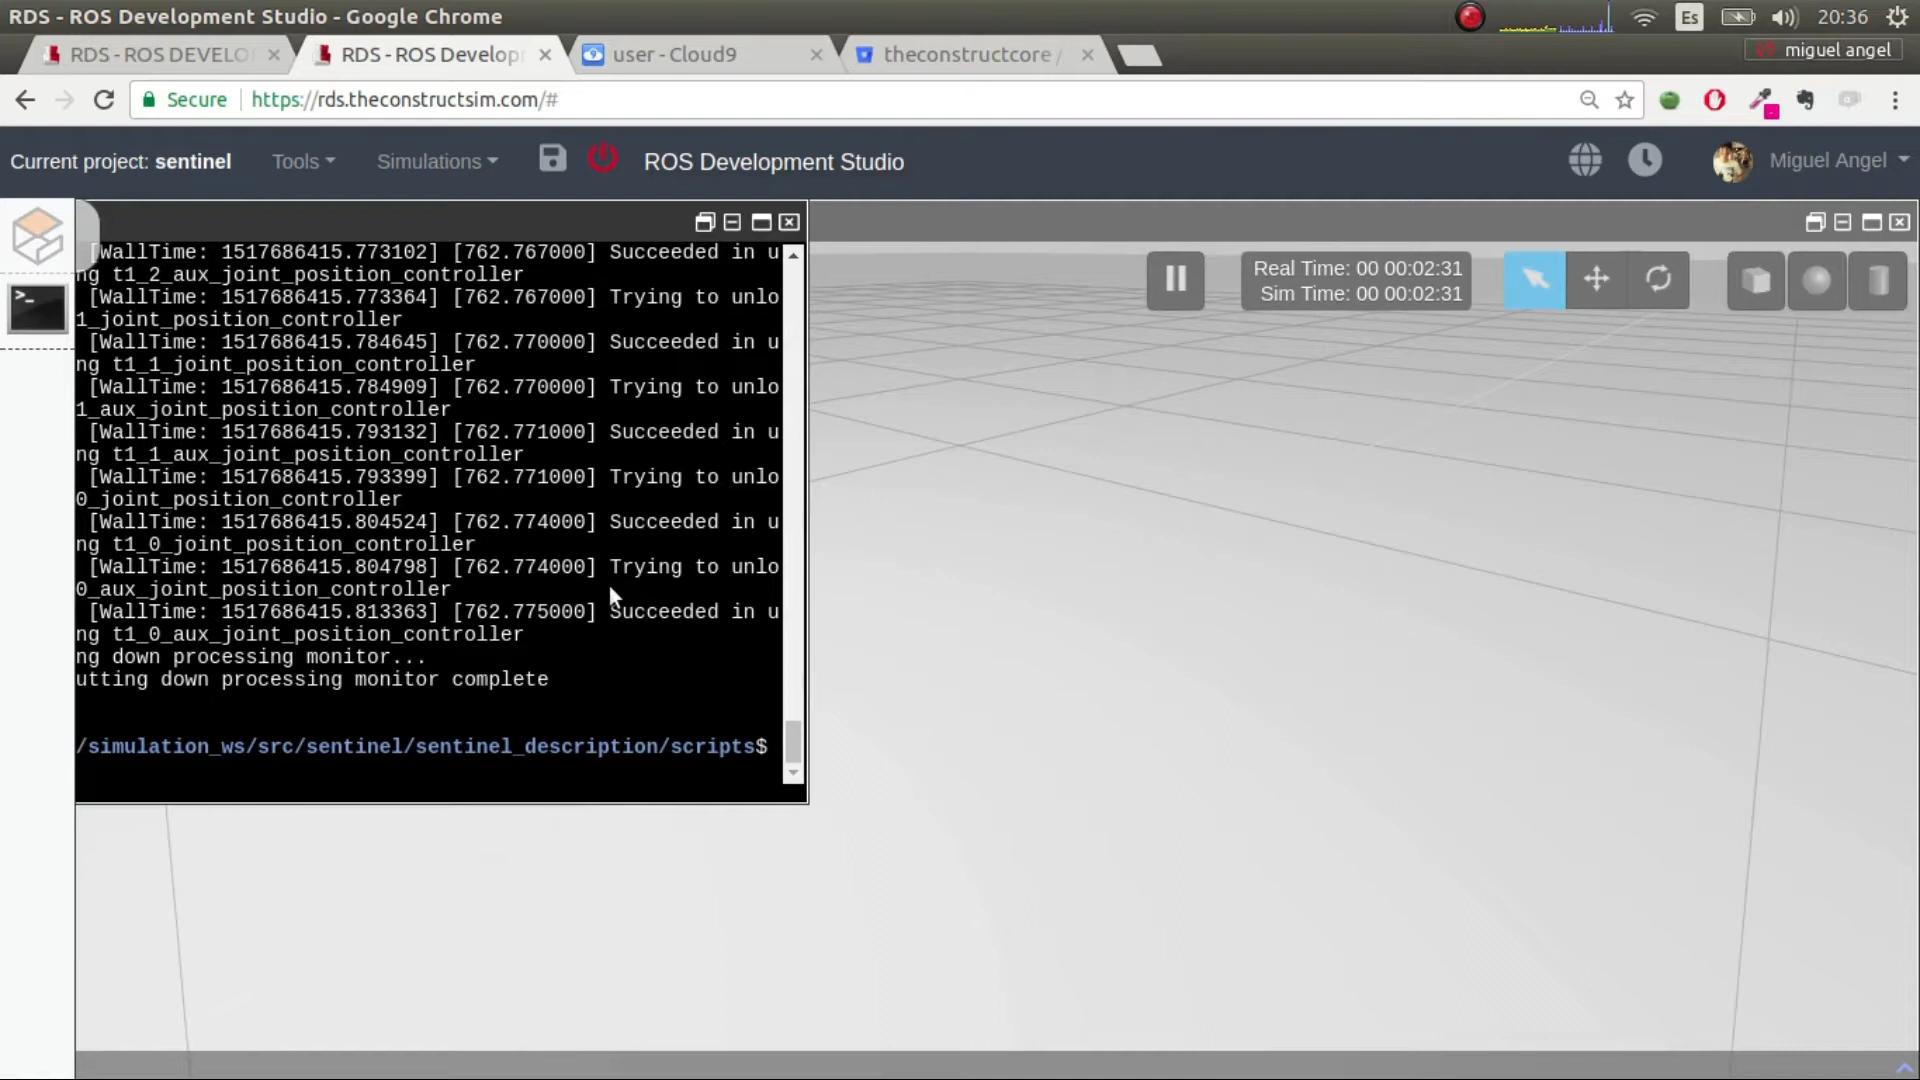 RDS - ROS Development Studio - Google Chrome
Es
20:36
RDS - ROS DEVELO
RDS - ROS Develop
user - Cloud9
theconstructcore /
miguel angel
Secure
https://rds.theconstructsim.com/#
Current project: sentinel
Tools
Simulations
ROS Development Studio
Miguel Angel
[WallTime: 1517686415.773102] [762.767000] Succeeded in u
ng t1_2_aux_joint_position_controller
[WallTime: 1517686415.773364] [762.767000] Trying to unlo
1_joint_position_controller
[WallTime: 1517686415.784645] [762.770000] Succeeded in u
ng t1_1_joint_position_controller
[WallTime: 1517686415.784909] [762.770000] Trying to unlo
1_aux_joint_position_controller
[WallTime: 1517686415.793132] [762.771000] Succeeded in u
ng t1_1_aux_joint_position_controller
[WallTime: 1517686415.793399] [762.771000] Trying to unlo
0_joint_position_controller
[WallTime: 1517686415.804524] [762.774000] Succeeded in u
ng t1_0_joint_position_controller
[WallTime: 1517686415.804798] [762.774000] Trying to unlo
0_aux_joint_position_controller
[WallTime: 1517686415.813363] [762.775000] Succeeded in u
ng t1_0_aux_joint_position_controller
ng down processing monitor...
utting down processing monitor complete
/simulation_ws/src/sentinel/sentinel_description/scripts$
Real Time: 00 00:02:31
Sim Time: 00 00:02:31